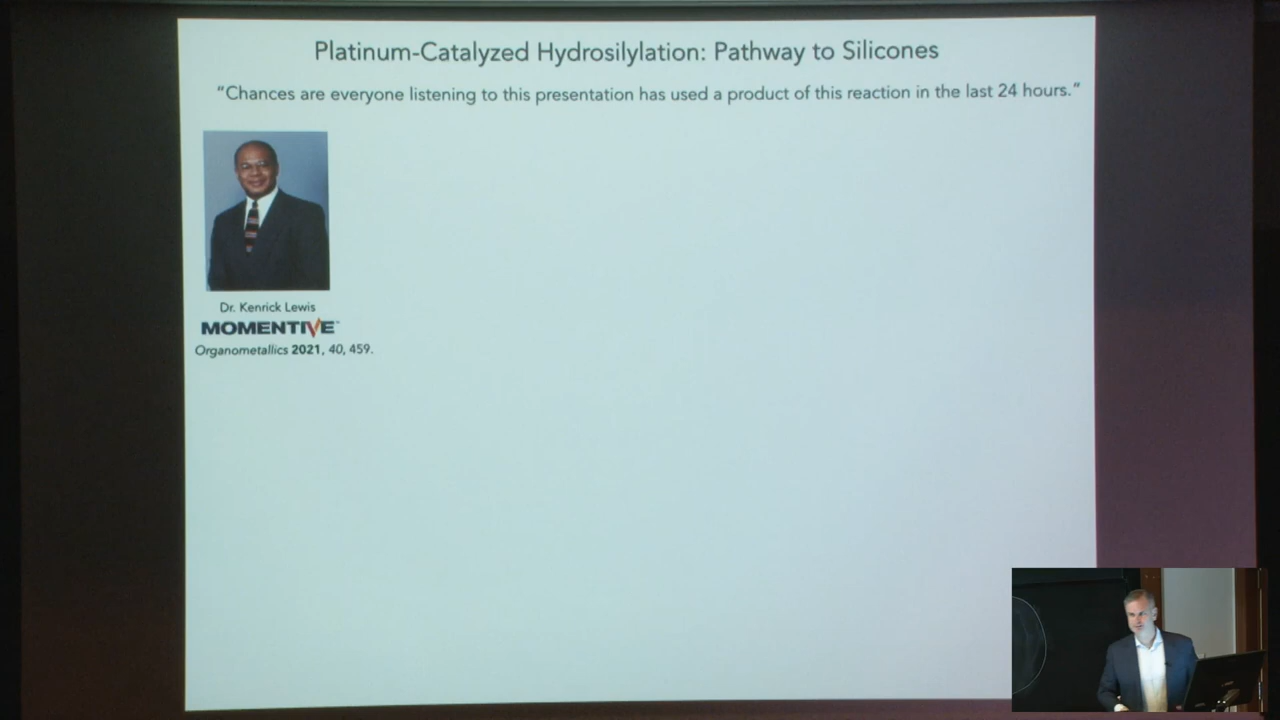 Platinum-Catalyzed Hydrosilylation: Pathway to Silicones
“Chances are everyone listening to this presentation has used a product of this reaction in the last 24 hours.”
Dr. Kenrick Lewis
MOMENTIVE™
Organometallics 2021, 40, 459.